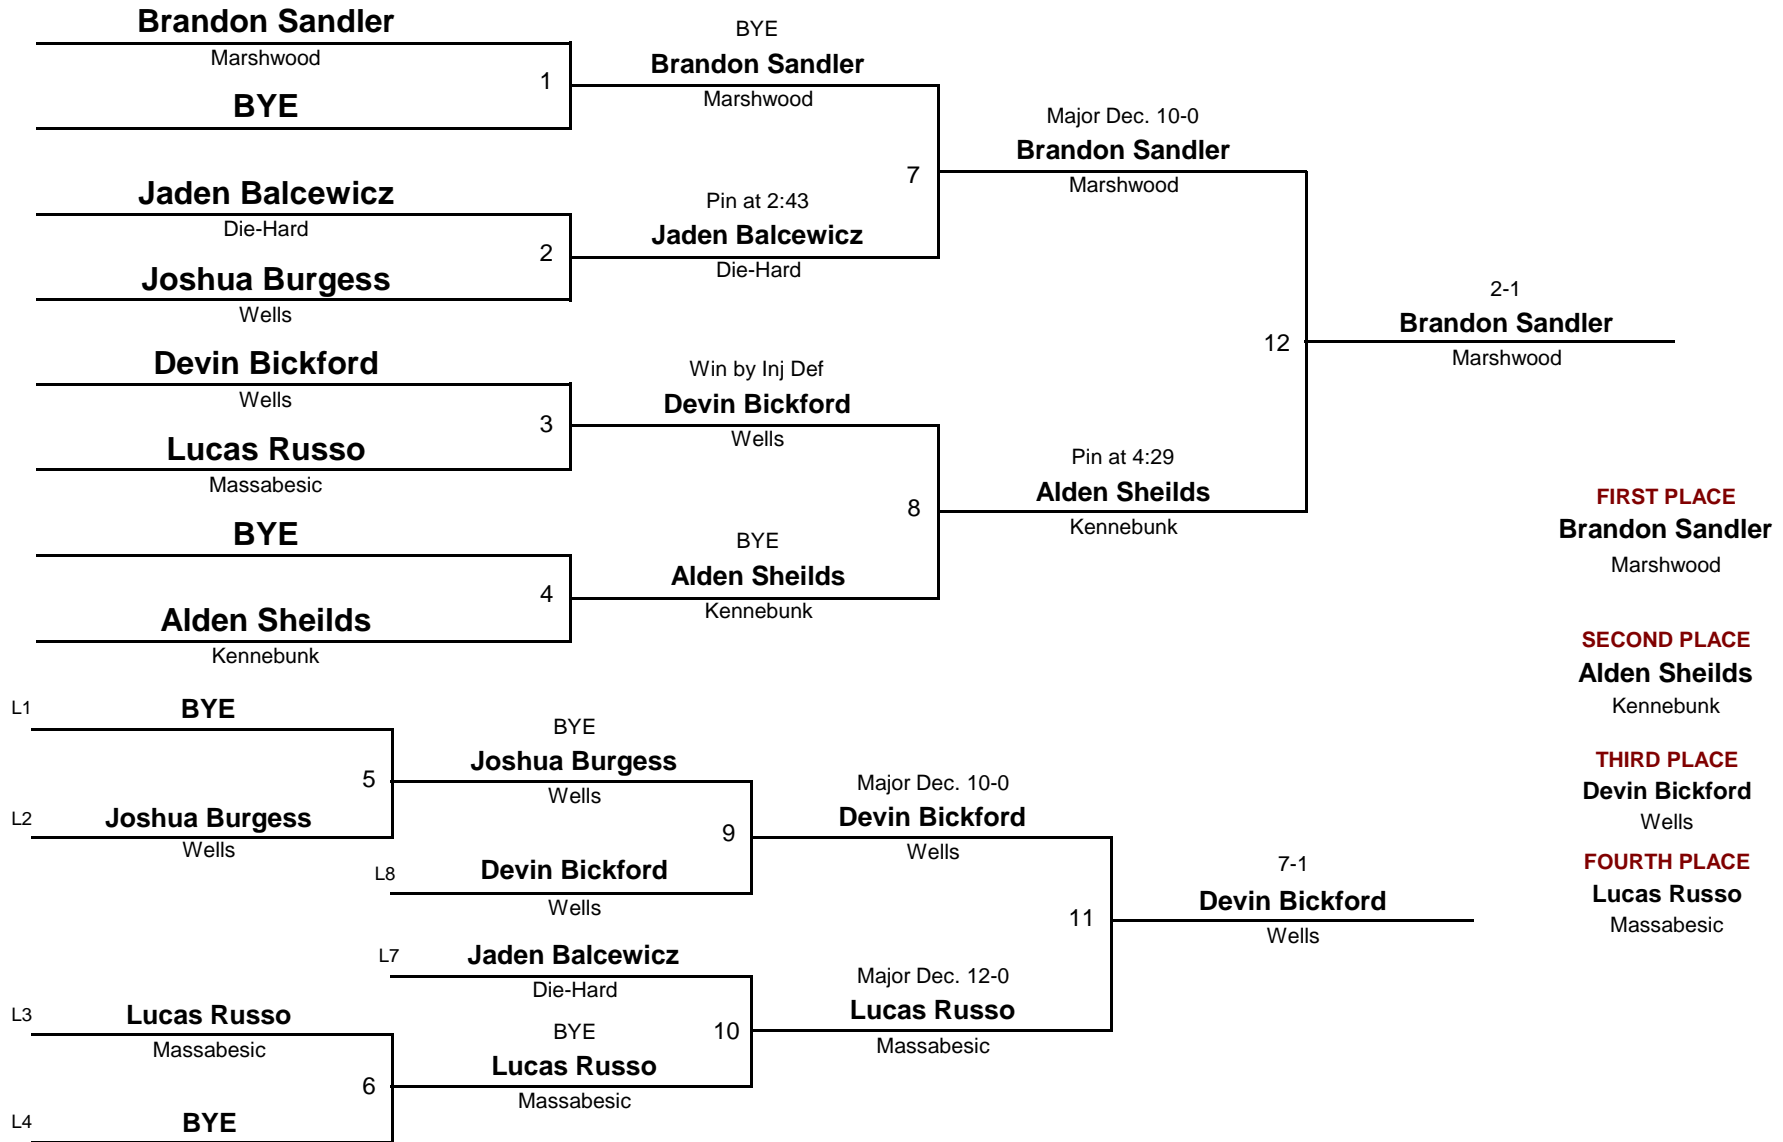 Brandon Sandler
Marshwood
1
BYE
BYE
Brandon Sandler
Marshwood
Jaden Balcewicz
Die-Hard
2
Joshua Burgess
Wells
Pin at 2:43
Jaden Balcewicz
Die-Hard
7
Major Dec. 10-0
Brandon Sandler
Marshwood
Devin Bickford
Wells
3
Lucas Russo
Massabesic
Win by Inj Def
Devin Bickford
Wells
BYE
4
Alden Sheilds
Kennebunk
BYE
Alden Sheilds
Kennebunk
8
Pin at 4:29
Alden Sheilds
Kennebunk
12
2-1
Brandon Sandler
Marshwood
FIRST PLACE
Brandon Sandler
Marshwood
SECOND PLACE
Alden Sheilds
Kennebunk
THIRD PLACE
Devin Bickford
Wells
FOURTH PLACE
Lucas Russo
Massabesic
L1
BYE
5
L2
Joshua Burgess
Wells
BYE
Joshua Burgess
Wells
9
L8
Devin Bickford
Wells
Major Dec. 10-0
Devin Bickford
Wells
L7
Jaden Balcewicz
Die-Hard
L3
Lucas Russo
Massabesic
6
L4
BYE
BYE
Lucas Russo
Massabesic
10
Major Dec. 12-0
Lucas Russo
Massabesic
11
7-1
Devin Bickford
Wells